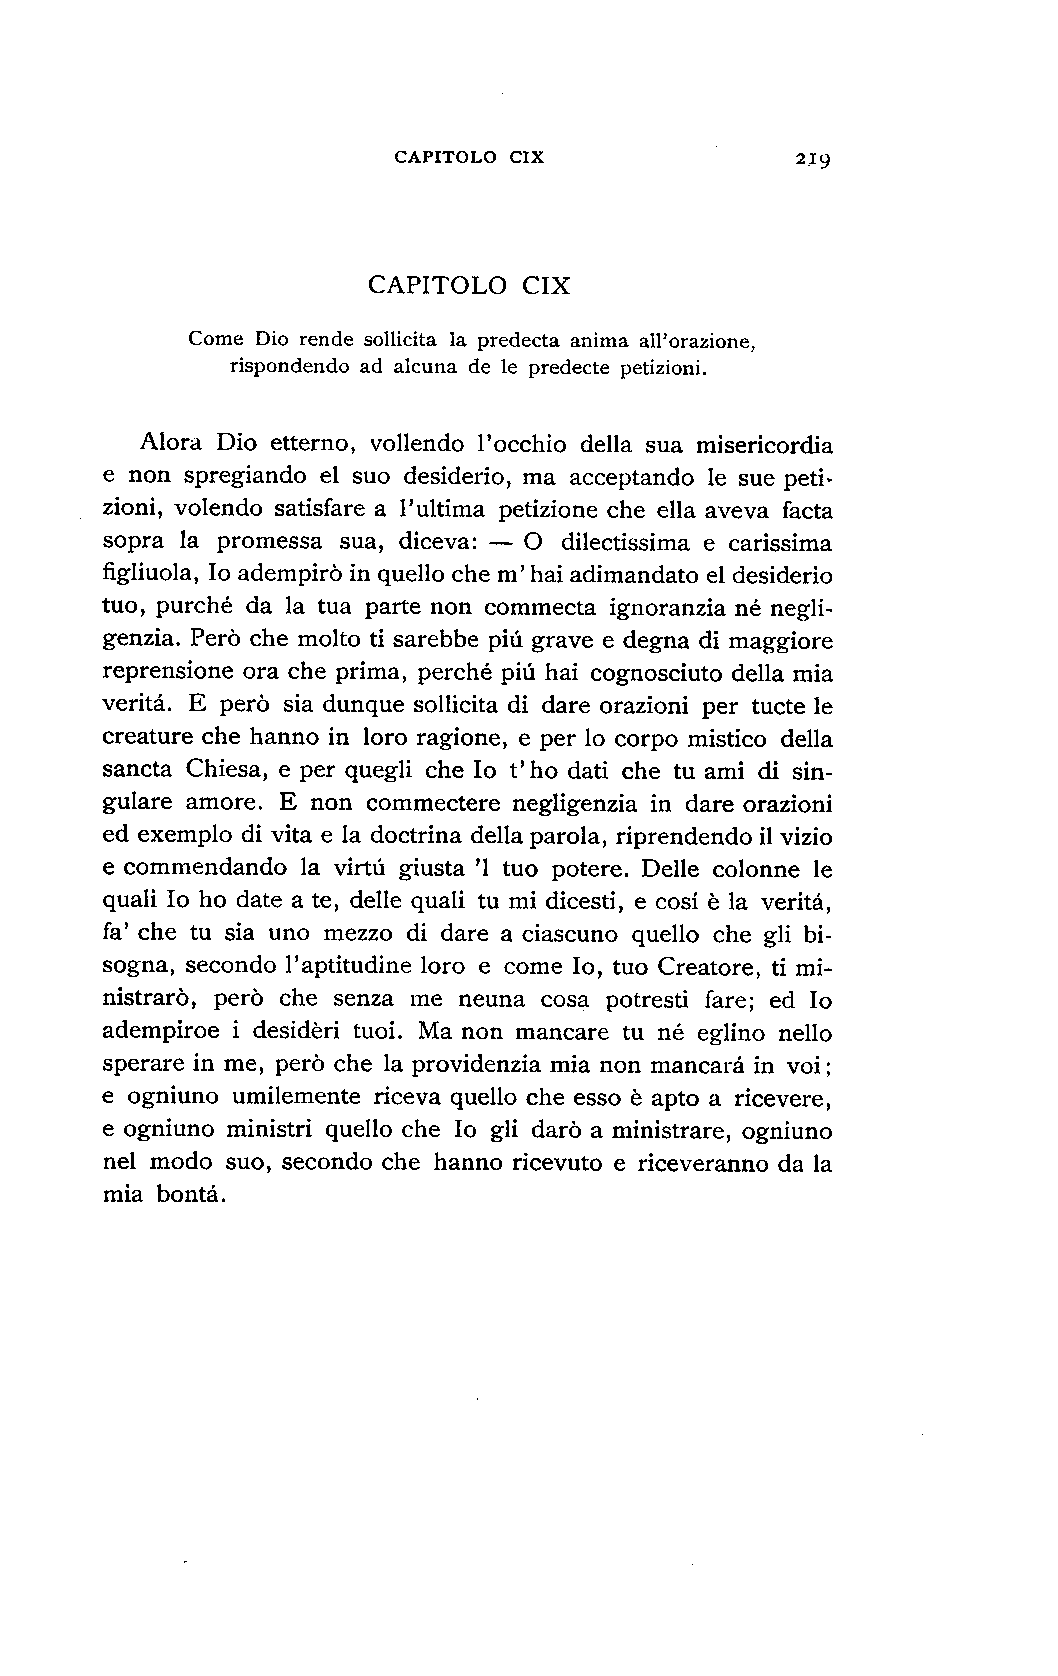 CAPITOLO CIX 219
CAPITOLO CIX
Come Dio rende sollicita la predecta anima all'orazione,
rispondendo ad alcuna de le predecte petizioni.
Alora Dio etterno, vollendo l'occhio della sua misericordia
e non spregiando el suo desiderio, ma acceptando le sue peti-
zioni, volendo satisfare a l'ultima petizione che ella aveva facta
sopra la promessa sua, diceva: — O dilectissima e carissima
figliuola, Io adempirò in quello che m'hai adimandato el desiderio
tuo, purché da la tua parte non commecta ignoranzia né negli-
genzia. Però che molto ti sarebbe piú grave e degna di maggiore
reprensione ora che prima, perché piú hai cognosciuto della mia
veritá. E però sia dunque sollicita di dare orazioni per tucte le
creature che hanno in loro ragione, e per lo corpo mistico della
sancta Chiesa, e per quegli che Io t'ho dati che tu ami di sin-
gulare amore. E non commectere negligenzia in dare orazioni
ed exemplo di vita e la doctrina della parola, riprendendo il vizio
e commendando la virtú giusta 'l tuo potere. Delle colonne le
quali Io ho date a te, delle quali tu mi dicesti, e cosí è la veritá,
fa' che tu sia uno mezzo di dare a ciascuno quello che gli bi-
sogna, secondo l'aptitudine loro e come Io, tuo Creatore, ti mi-
nistrarò, però che senza me neuna cosa potresti fare; ed Io
adempiroe i desidèri tuoi. Ma non mancare tu né eglino nello
sperare in me, però che la providenzia mia non mancará in voi;
e ogniuno umilemente riceva quello che esso è apto a ricevere,
e ogniuno ministri quello che Io gli darò a ministrare, ogniuno
nel modo suo, secondo che hanno ricevuto e riceveranno da la
mia bontá.